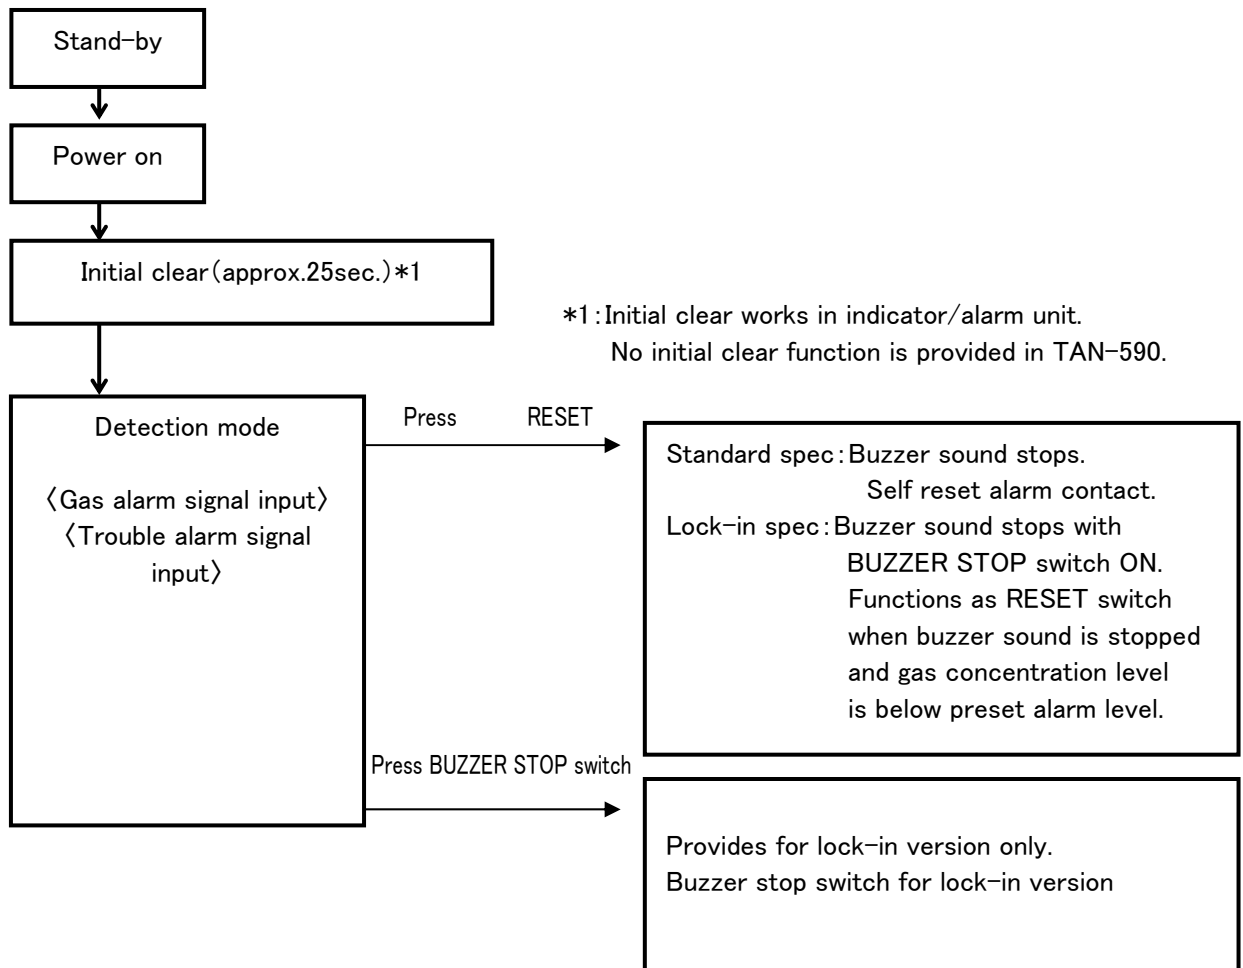 Stand-by
Power on
Initial clear(approx.25sec.)*1
*1:Initial clear works in indicator/alarm unit.
No initial clear function is provided in TAN-590.
Detection mode
〈Gas alarm signal input〉
〈Trouble alarm signal
input〉
Press RESET
Standard spec:Buzzer sound stops.
Self reset alarm contact.
Lock-in spec:Buzzer sound stops with
BUZZER STOP switch ON.
Functions as RESET switch
when buzzer sound is stopped
and gas concentration level
is below preset alarm level.
Press BUZZER STOP switch
Provides for lock-in version only.
Buzzer stop switch for lock-in version